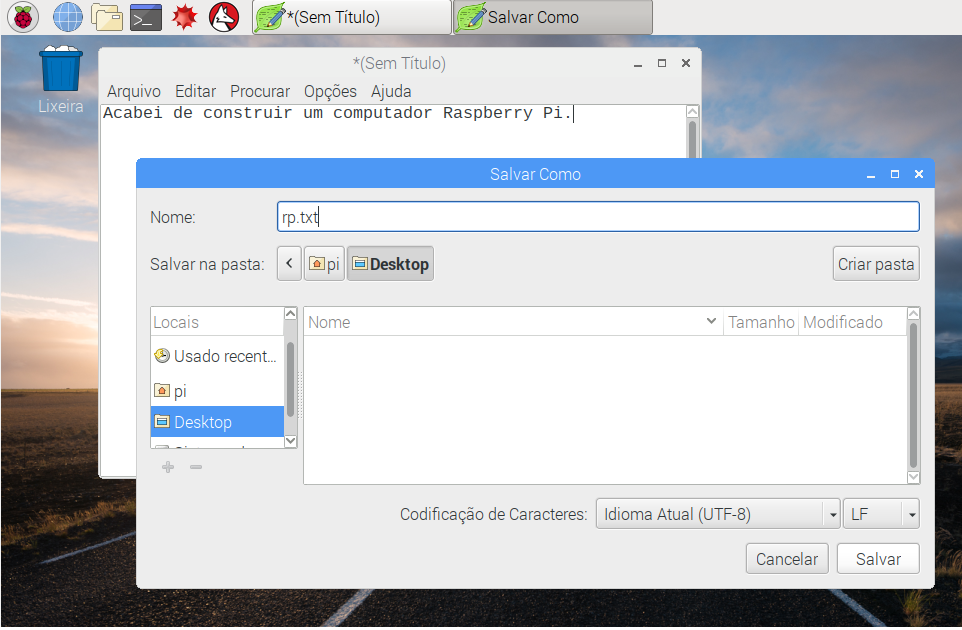 *(Sem Título)
Salvar Como
Lixeira
*(Sem Título)
Arquivo Editar Procurar Opções Ajuda
Acabei de construir um computador Raspberry Pi.
Salvar Como
Nome: rp.txt
Salvar na pasta: pi Desktop Criar pasta
Locais
Usado recent...
pi
Desktop
Nome Tamanho Modificado
Codificação de Caracteres: Idioma Atual (UTF-8) LF
Cancelar Salvar